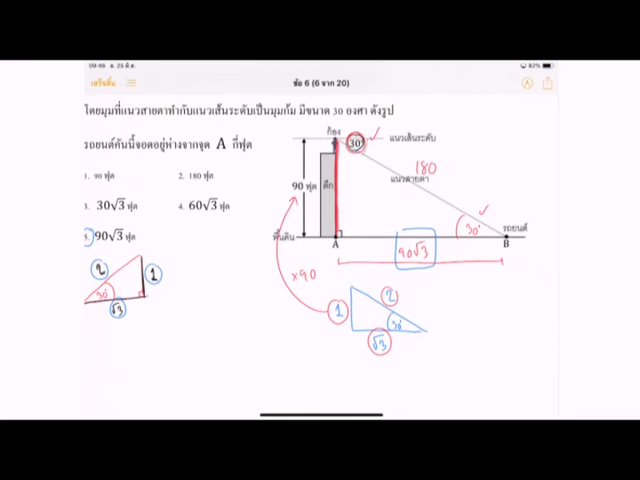 09:46 อ. 25 มิ.ย.
82%
เสร็จสิ้น
ข้อ 6 (6 จาก 20)
โดยมุมที่แนวสายตาทำกับแนวเส้นระดับเป็นมุมก้ม มีขนาด 30 องศา ดังรูป
รถยนต์คันนี้จอดอยู่ห่างจากจุด A กี่ฟุต
1. 90 ฟุต
2. 180 ฟุต
3. 30√3 ฟุต
4. 60√3 ฟุต
5. 90√3 ฟุต
ก้อง
30°
แนวเส้นระดับ
180
แนวสายตา
90 ฟุต
ตึก
30°
รถยนต์
พื้นดิน
A
B
90√3
×90
2
1
30°
√3
1
2
30°
√3